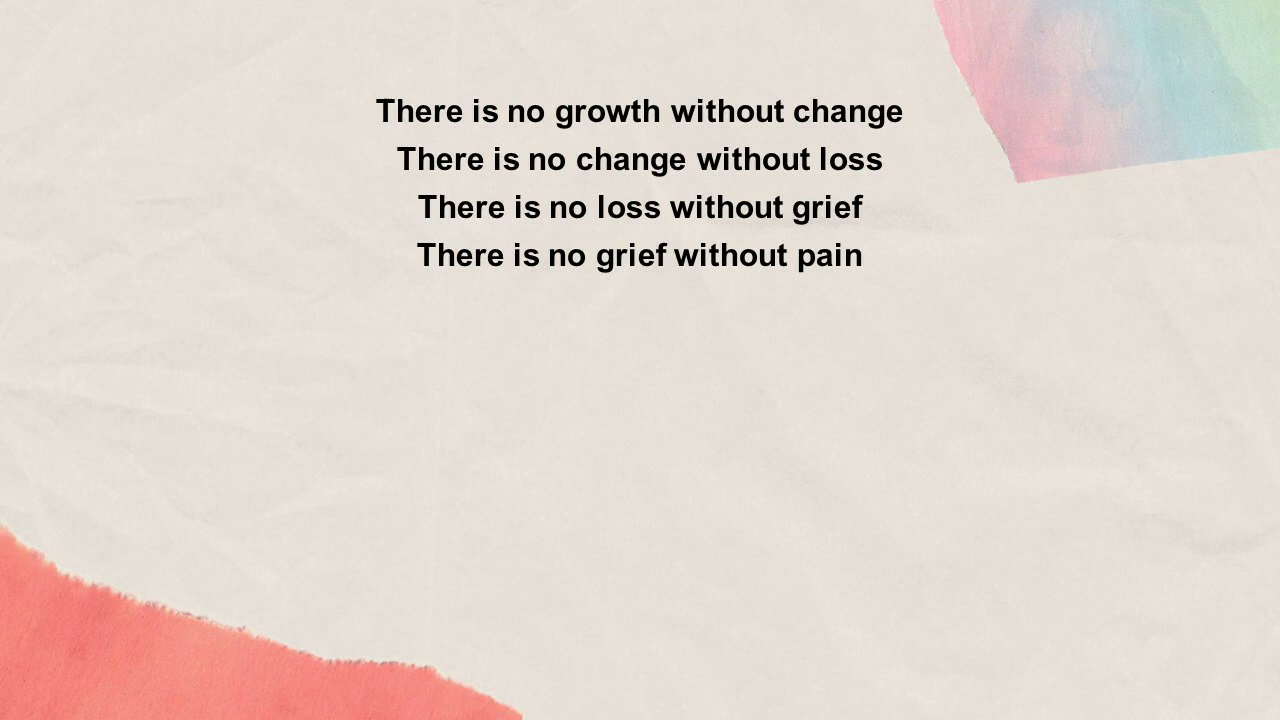 There is no growth without change
There is no change without loss
There is no loss without grief
There is no grief without pain